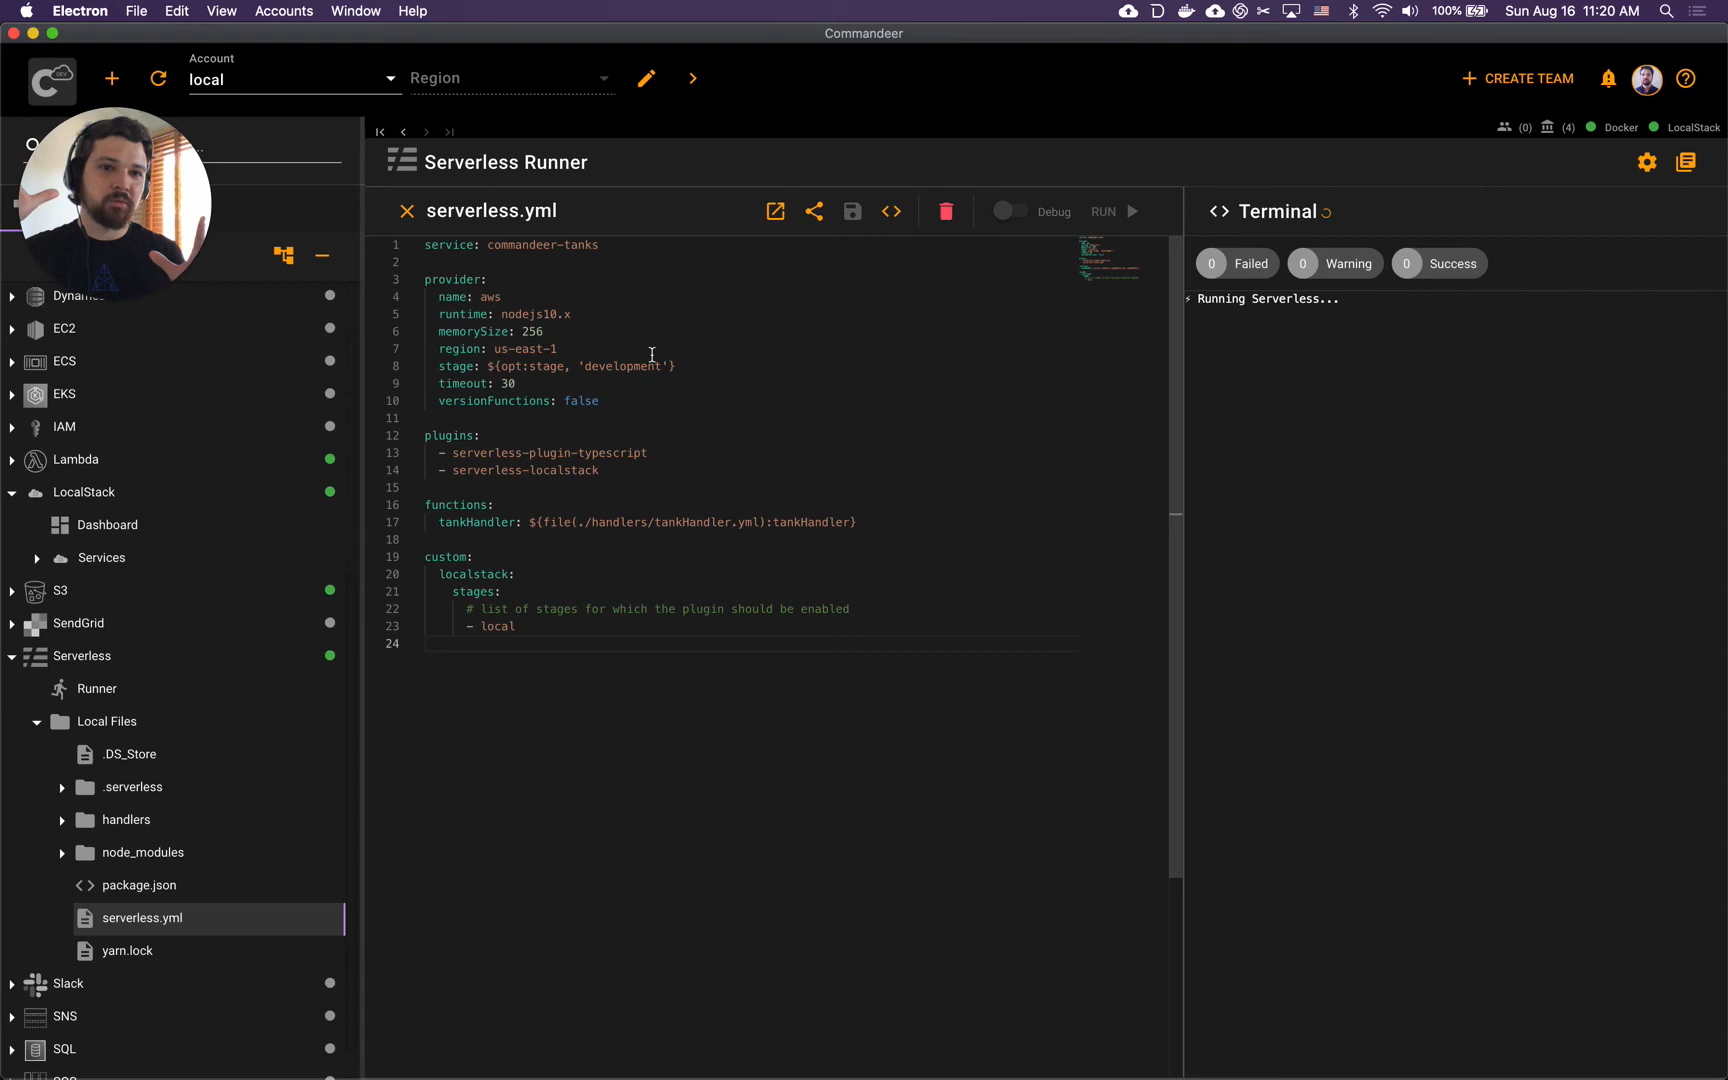 Electron File Edit View Accounts Window Help
100% Sun Aug 16 11:20 AM
Commandeer
DEV
Account
local
Region
CREATE TEAM
(0) (4) Docker LocalStack
Serverless Runner
serverless.yml
Debug RUN
<> Terminal
0 Failed 0 Warning 0 Success
⚡ Running Serverless...
1 service: commandeer-tanks
2
3 provider:
4 name: aws
5 runtime: nodejs10.x
6 memorySize: 256
7 region: us-east-1
8 stage: ${opt:stage, 'development'}
9 timeout: 30
10 versionFunctions: false
11
12 plugins:
13 - serverless-plugin-typescript
14 - serverless-localstack
15
16 functions:
17 tankHandler: ${file(./handlers/tankHandler.yml):tankHandler}
18
19 custom:
20 localstack:
21 stages:
22 # list of stages for which the plugin should be enabled
23 - local
24
EC2
ECS
EKS
IAM
Lambda
LocalStack
Dashboard
Services
S3
SendGrid
Serverless
Runner
Local Files
.DS_Store
.serverless
handlers
node_modules
package.json
serverless.yml
yarn.lock
Slack
SNS
SQL